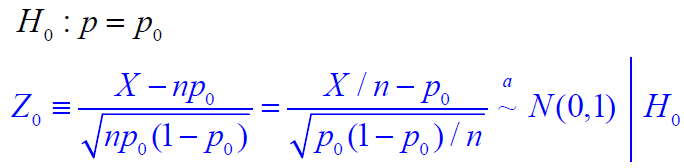 H₀ : p = p₀
Z₀ ≡ (X − np₀) / √(np₀(1 − p₀)) = (X / n − p₀) / √(p₀(1 − p₀) / n) ~ᵃ N(0,1) | H₀